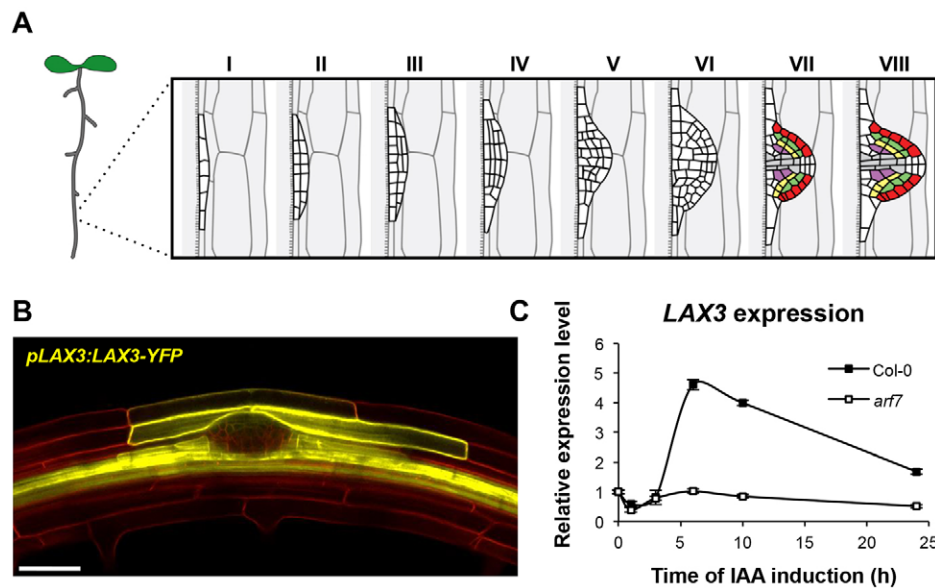 A
I II III IV V VI VII VIII
B
pLAX3:LAX3-YFP
C
LAX3 expression
Relative expression level
6
5
4
3
2
1
0
Col-0
arf7
0 5 10 15 20 25
Time of IAA induction (h)